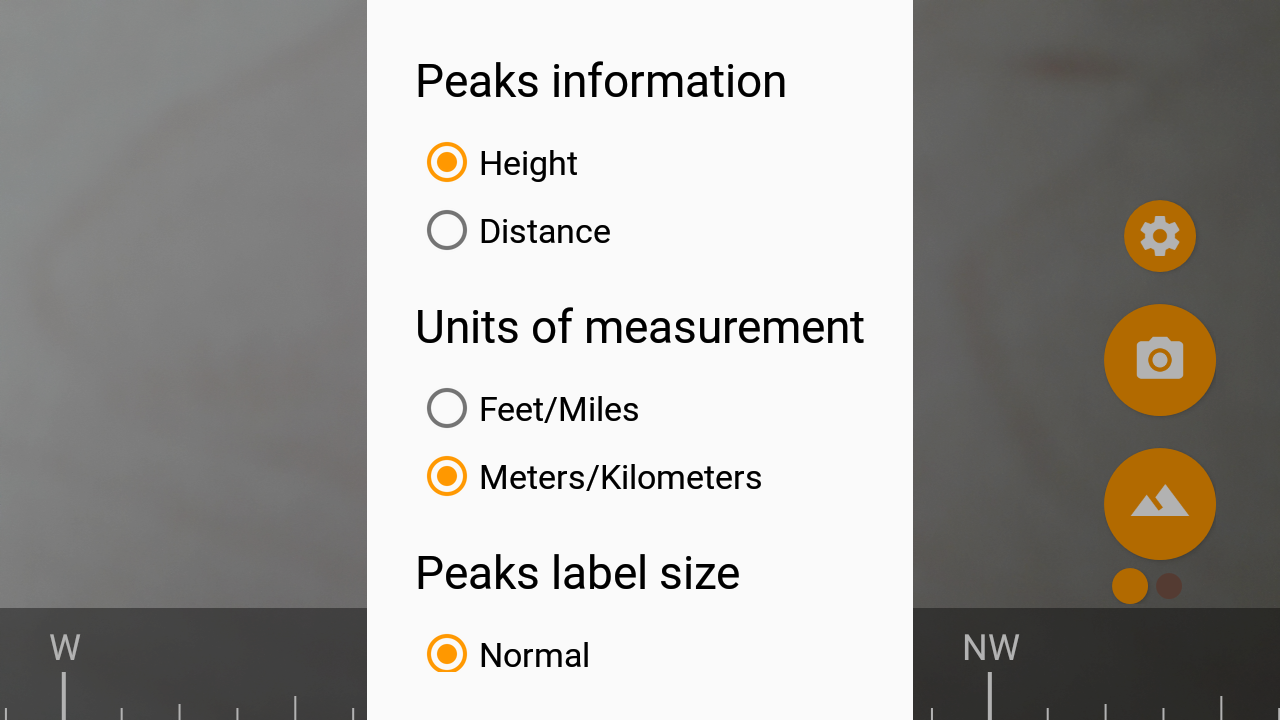 Peaks information
Height
Distance
Units of measurement
Feet/Miles
Meters/Kilometers
Peaks label size
Normal
W
NW